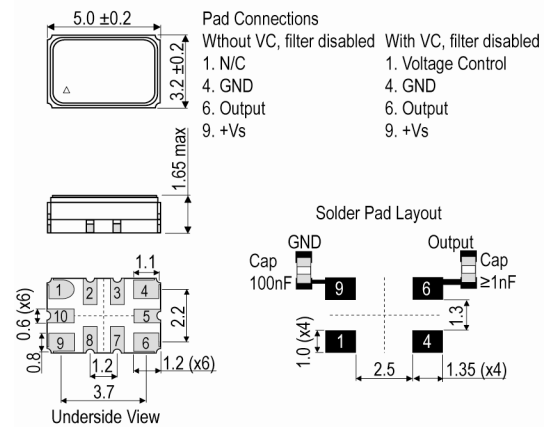 5.0 ±0.2
3.2 ±0.2
1.65 max
Pad Connections
Wthout VC, filter disabled
1. N/C
4. GND
6. Output
9. +Vs
With VC, filter disabled
1. Voltage Control
4. GND
6. Output
9. +Vs
1.1
1
2
3
4
10
5
9
8
7
6
0.6 (x6)
0.8
2.2
1.2
1.2 (x6)
3.7
Underside View
Solder Pad Layout
GND
Output
Cap
100nF
Cap
≥1nF
9
6
1
4
1.3
1.0 (x4)
2.5
1.35 (x4)